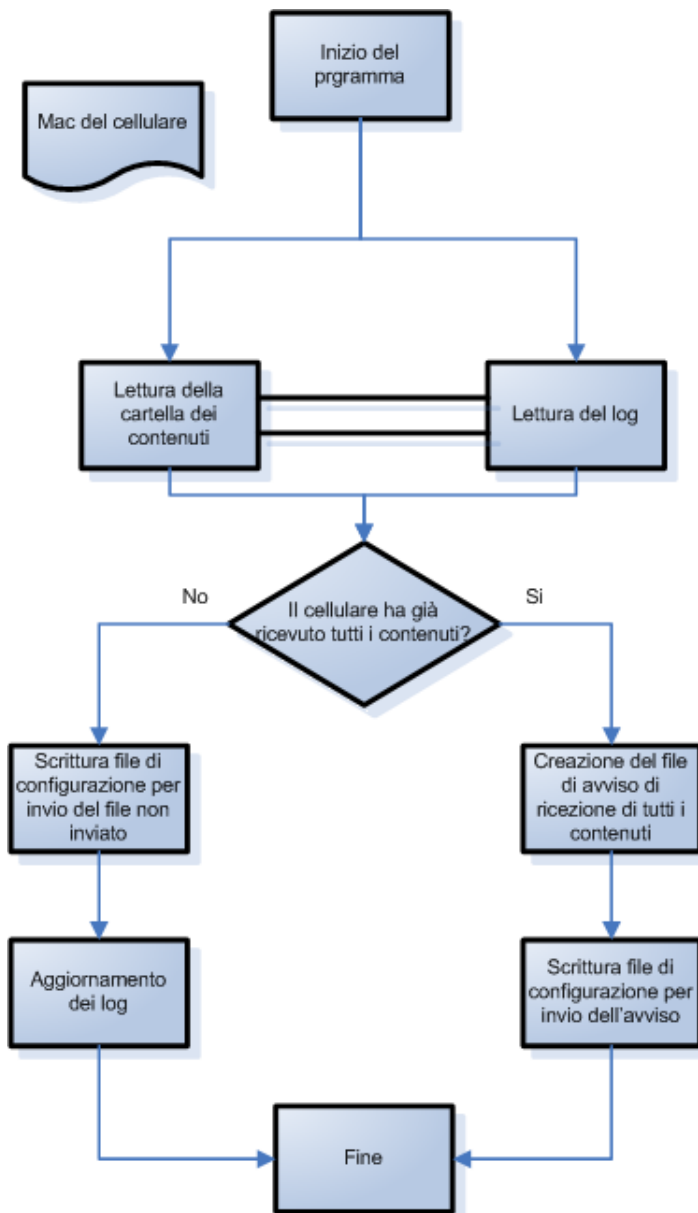 Inizio del
prgramma
Mac del cellulare
Lettura della
cartella dei
contenuti
Lettura del log
Il cellulare ha già
ricevuto tutti i contenuti?
No
Si
Scrittura file di
configurazione per
invio del file non
inviato
Creazione del file
di avviso di
ricezione di tutti i
contenuti
Aggiornamento
dei log
Scrittura file di
configurazione per
invio dell'avviso
Fine